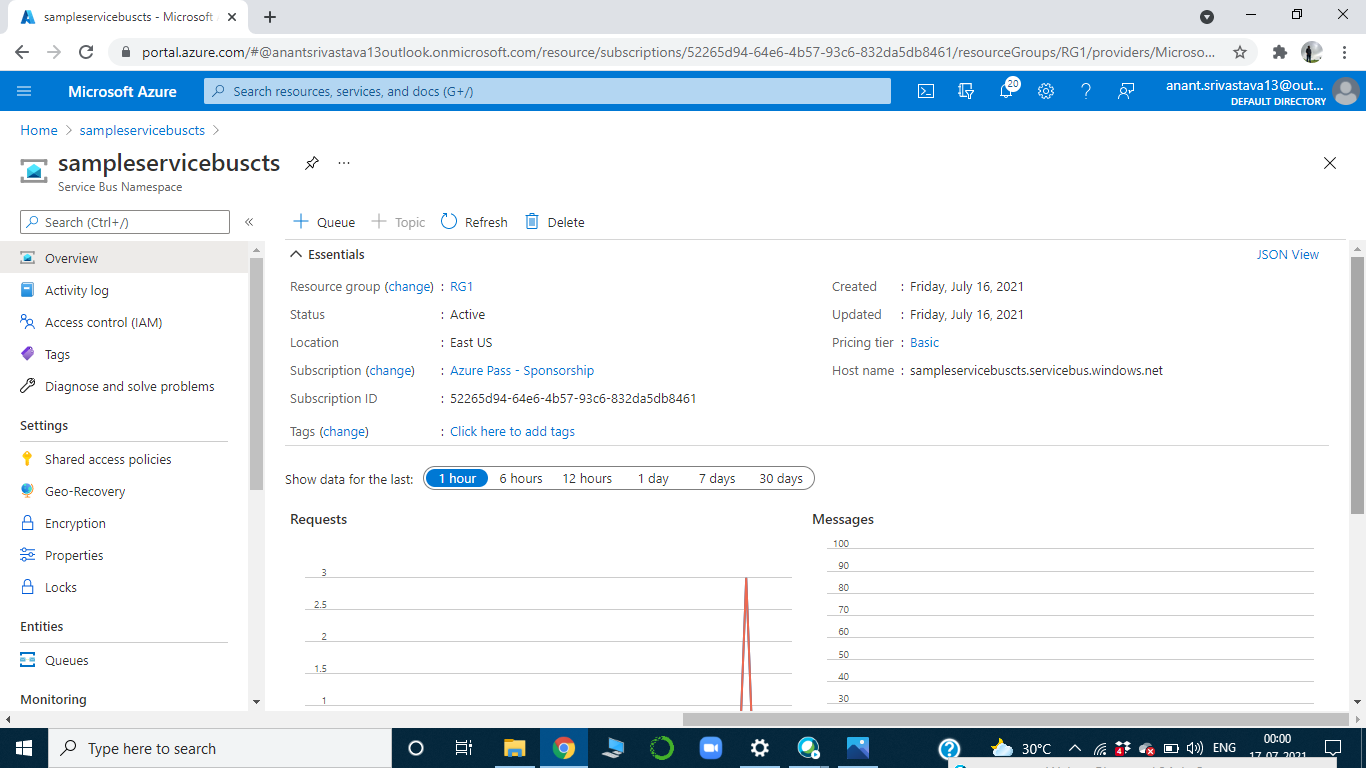 sampleservicebuscts - Microsoft
portal.azure.com/#@anantsrivastava13outlook.onmicrosoft.com/resource/subscriptions/52265d94-64e6-4b57-93c6-832da5db8461/resourceGroups/RG1/providers/Microso...
Microsoft Azure
Search resources, services, and docs (G+/)
20
anant.srivastava13@out...
DEFAULT DIRECTORY
Home > sampleservicebuscts >
sampleservicebuscts
Service Bus Namespace
Search (Ctrl+/)
Queue
Topic
Refresh
Delete
Overview
Activity log
Access control (IAM)
Tags
Diagnose and solve problems
Settings
Shared access policies
Geo-Recovery
Encryption
Properties
Locks
Entities
Queues
Monitoring
Essentials
JSON View
Resource group (change) : RG1
Status : Active
Location : East US
Subscription (change) : Azure Pass - Sponsorship
Subscription ID : 52265d94-64e6-4b57-93c6-832da5db8461
Tags (change) : Click here to add tags
Created : Friday, July 16, 2021
Updated : Friday, July 16, 2021
Pricing tier : Basic
Host name : sampleservicebuscts.servicebus.windows.net
Show data for the last: 1 hour 6 hours 12 hours 1 day 7 days 30 days
Requests
3
2.5
2
1.5
1
Messages
100
90
80
70
60
50
40
30
Type here to search
30°C
4
ENG
00:00
17-07-2021